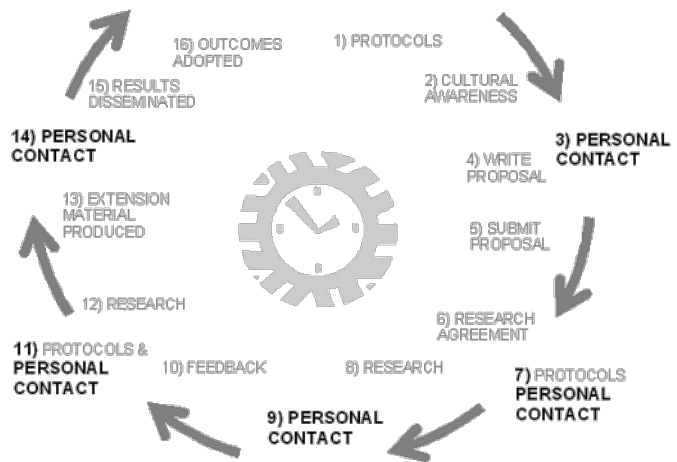 1) PROTOCOLS
2) CULTURAL
AWARENESS
3) PERSONAL
CONTACT
4) WRITE
PROPOSAL
5) SUBMIT
PROPOSAL
6) RESEARCH
AGREEMENT
7) PROTOCOLS
PERSONAL
CONTACT
8) RESEARCH
9) PERSONAL
CONTACT
10) FEEDBACK
11) PROTOCOLS &
PERSONAL
CONTACT
12) RESEARCH
13) EXTENSION
MATERIAL
PRODUCED
14) PERSONAL
CONTACT
15) RESULTS
DISSEMINATED
16) OUTCOMES
ADOPTED